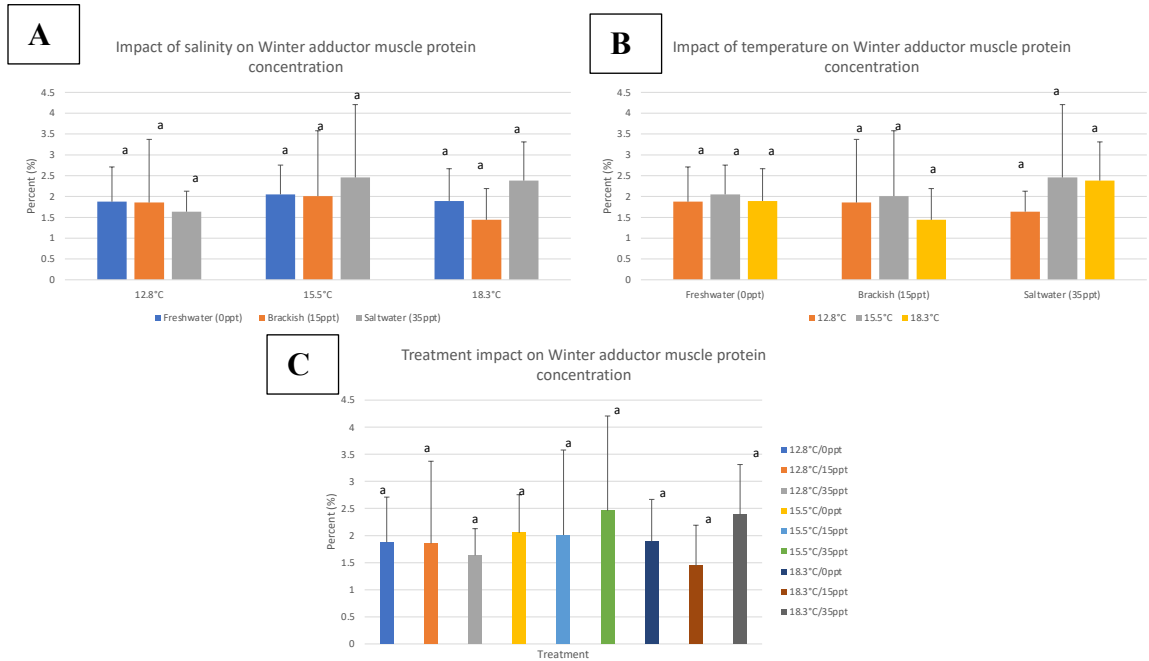 A
Impact of salinity on Winter adductor muscle protein
concentration
4.5
4
3.5
3
2.5
2
1.5
1
0.5
0
Percent (%)
a
a
a
a
a
a
a
a
a
12.8°C
15.5°C
18.3°C
Freshwater (0ppt)
Brackish (15ppt)
Saltwater (35ppt)
B
Impact of temperature on Winter adductor muscle protein
concentration
4.5
4
3.5
3
2.5
2
1.5
1
0.5
0
Percent (%)
a
a
a
a
a
a
a
a
a
Freshwater (0ppt)
Brackish (15ppt)
Saltwater (35ppt)
12.8°C
15.5°C
18.3°C
C
Treatment impact on Winter adductor muscle protein
concentration
4.5
4
3.5
3
2.5
2
1.5
1
0.5
0
Percent (%)
a
a
a
a
a
a
a
a
a
Treatment
12.8°C/0ppt
12.8°C/15ppt
12.8°C/35ppt
15.5°C/0ppt
15.5°C/15ppt
15.5°C/35ppt
18.3°C/0ppt
18.3°C/15ppt
18.3°C/35ppt